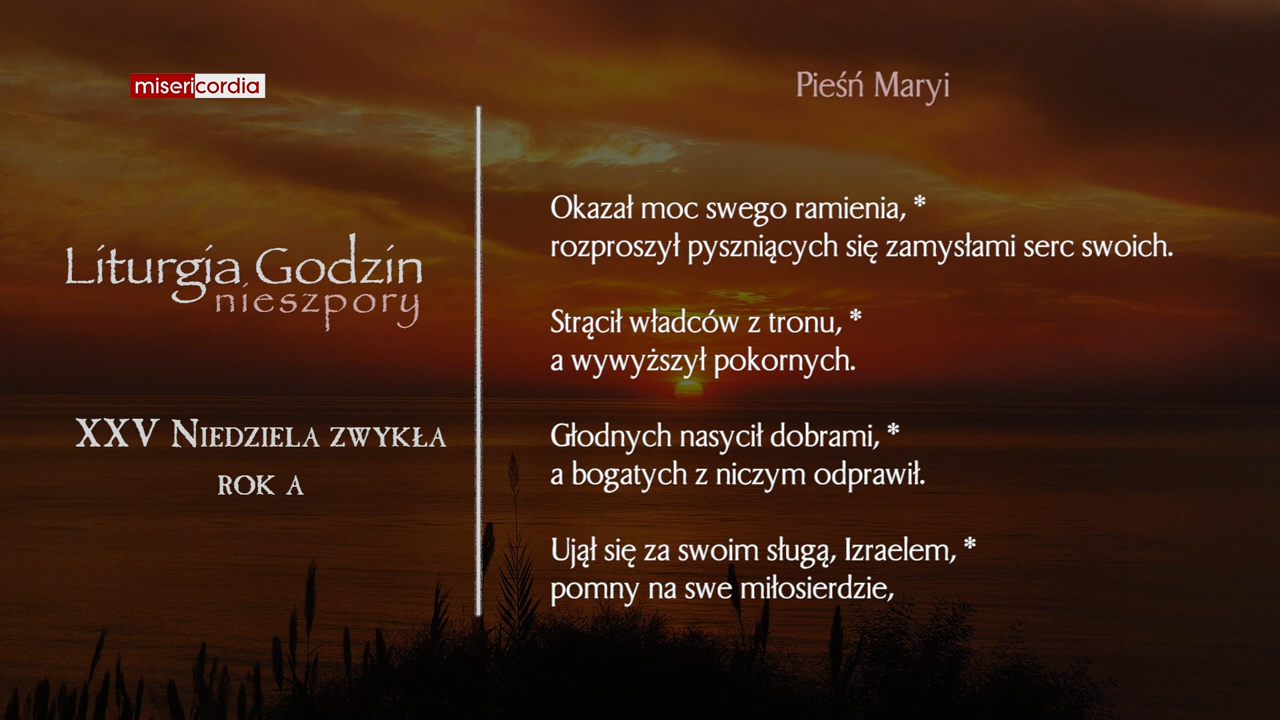 misericordia
Pieśń Maryi
Liturgia Godzin
nieszpory
XXV Niedziela zwykła
rok A
Okazał moc swego ramienia, *
rozproszył pyszniących się zamysłami serc swoich.
Strącił władców z tronu, *
a wywyższył pokornych.
Głodnych nasycił dobrami, *
a bogatych z niczym odprawił.
Ujął się za swoim sługą, Izraelem, *
pomny na swe miłosierdzie,